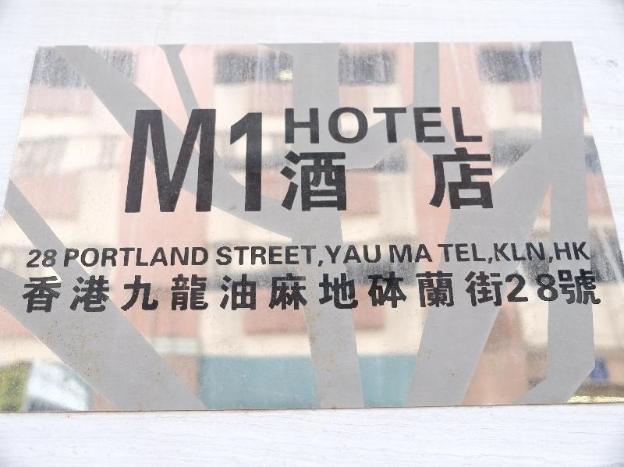 M1 HOTEL
酒店
28 PORTLAND STREET,YAU MA TEL,KLN,HK
香港九龍油麻地砵蘭街28號